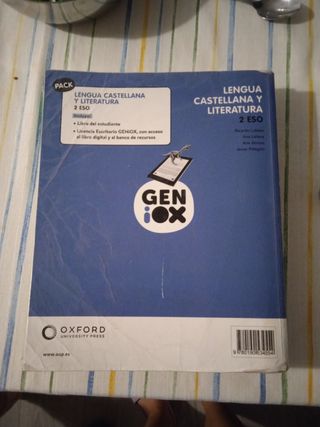 PACK
LENGUA CASTELLANA
Y LITERATURA
2 ESO
Incluye:
• Libro del estudiante
• Licencia Escritorio GENiOX, con acceso
al libro digital y al banco de recursos
LENGUA
CASTELLANA Y
LITERATURA
2 ESO
GEN
iOX
OXFORD
UNIVERSITY PRESS
www.oup.es